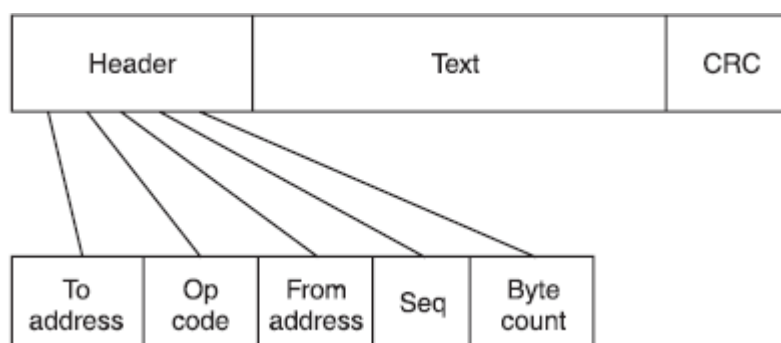 Header
Text
CRC
To
address
Op
code
From
address
Seq
Byte
count